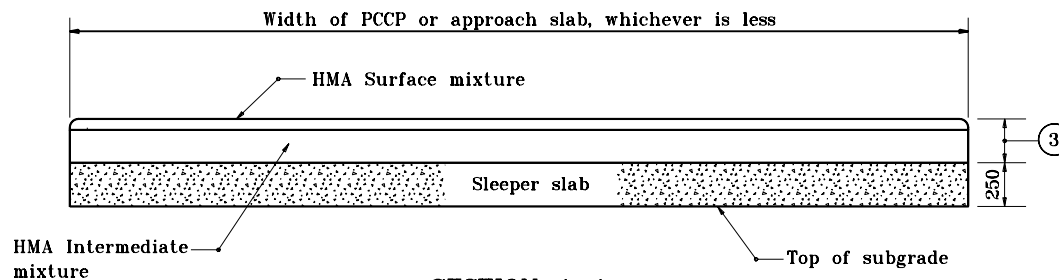 Width of PCCP or approach slab, whichever is less
HMA Surface mixture
3
Sleeper slab
250
HMA Intermediate
mixture
Top of subgrade